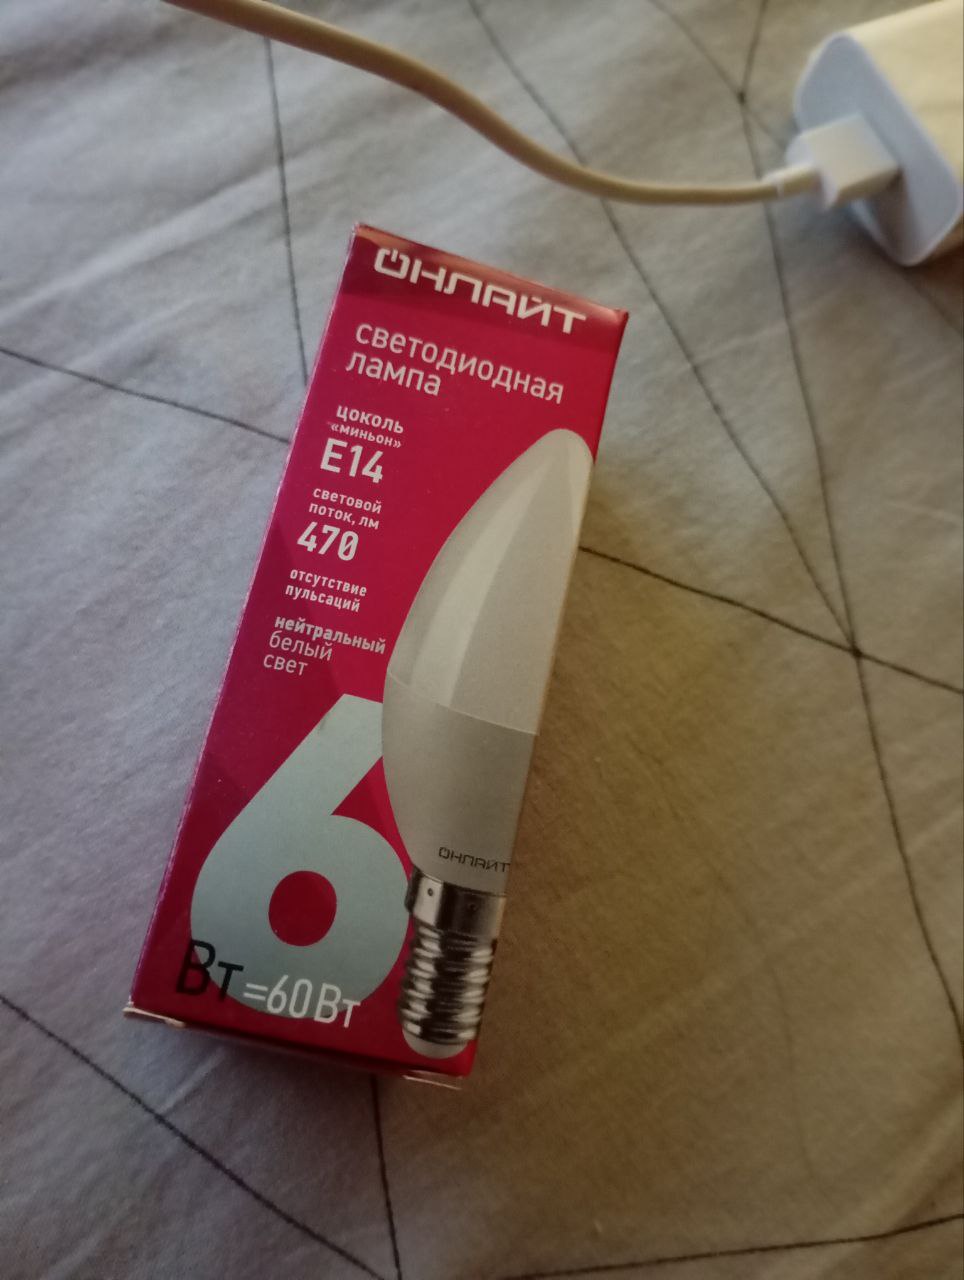 ОНЛАЙТ
светодиодная
лампа
цоколь
«миньон»
E14
световой
поток, лм
470
отсутствие
пульсаций
нейтральный
белый
свет
6
Вт =60Вт
ОНЛАЙТ